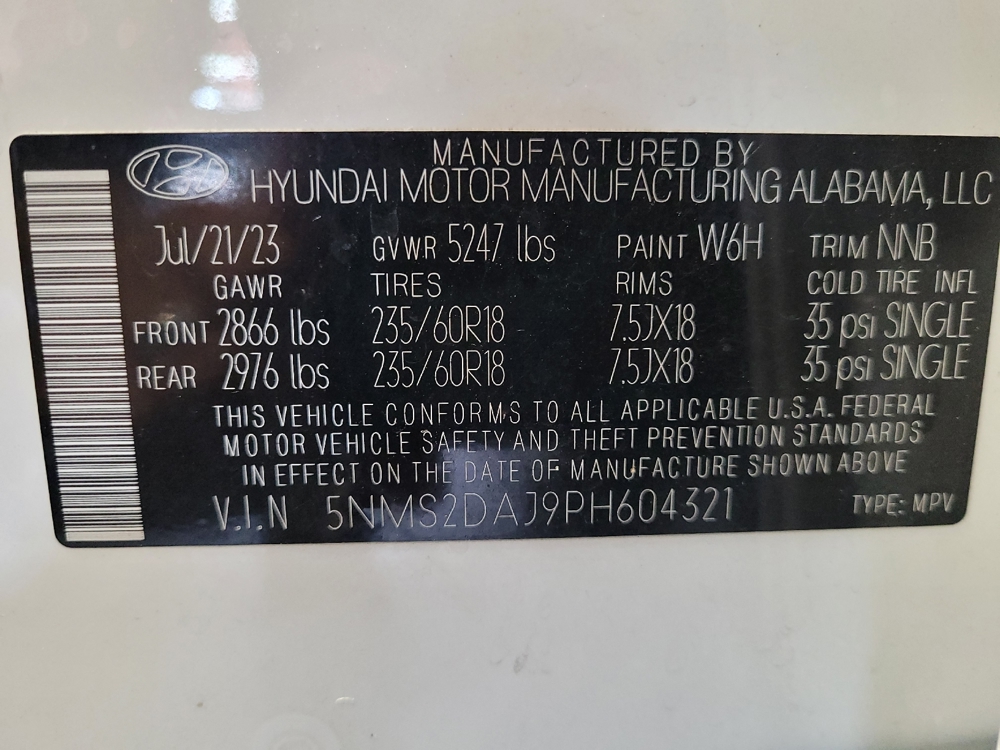 MANUFACTURED BY
HYUNDAI MOTOR MANUFACTURING ALABAMA, LLC
Jul/21/23 GVWR 5247 lbs PAINT W6H TRIM NNB
GAWR TIRES RIMS COLD TIRE INFL
FRONT 2866 lbs 235/60R18 7.5JX18 35 psi SINGLE
REAR 2976 lbs 235/60R18 7.5JX18 35 psi SINGLE
THIS VEHICLE CONFORMS TO ALL APPLICABLE U.S.A. FEDERAL
MOTOR VEHICLE SAFETY AND THEFT PREVENTION STANDARDS
IN EFFECT ON THE DATE OF MANUFACTURE SHOWN ABOVE
V.I.N 5NMS2DAJ9PH604321 TYPE: MPV